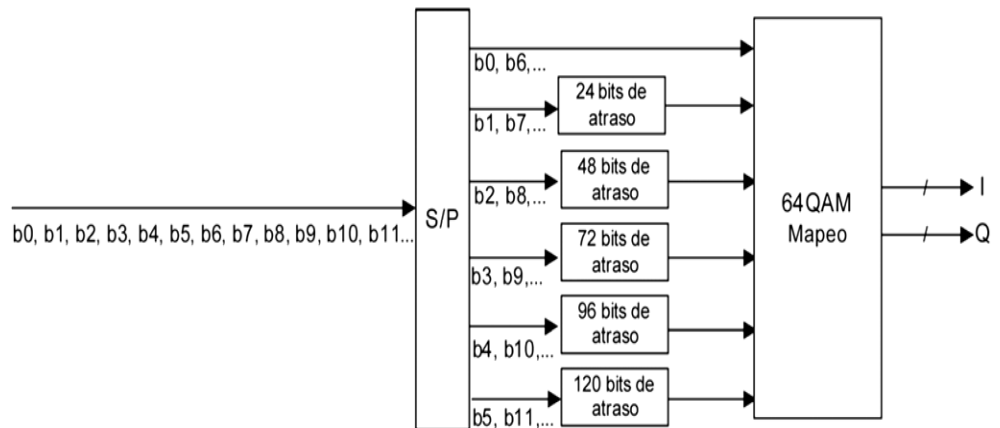 b0, b1, b2, b3, b4, b5, b6, b7, b8, b9, b10, b11...
S/P
b0, b6,...
b1, b7,...
24 bits de
atraso
b2, b8,...
48 bits de
atraso
b3, b9,...
72 bits de
atraso
b4, b10,...
96 bits de
atraso
b5, b11,...
120 bits de
atraso
64QAM
Mapeo
I
Q